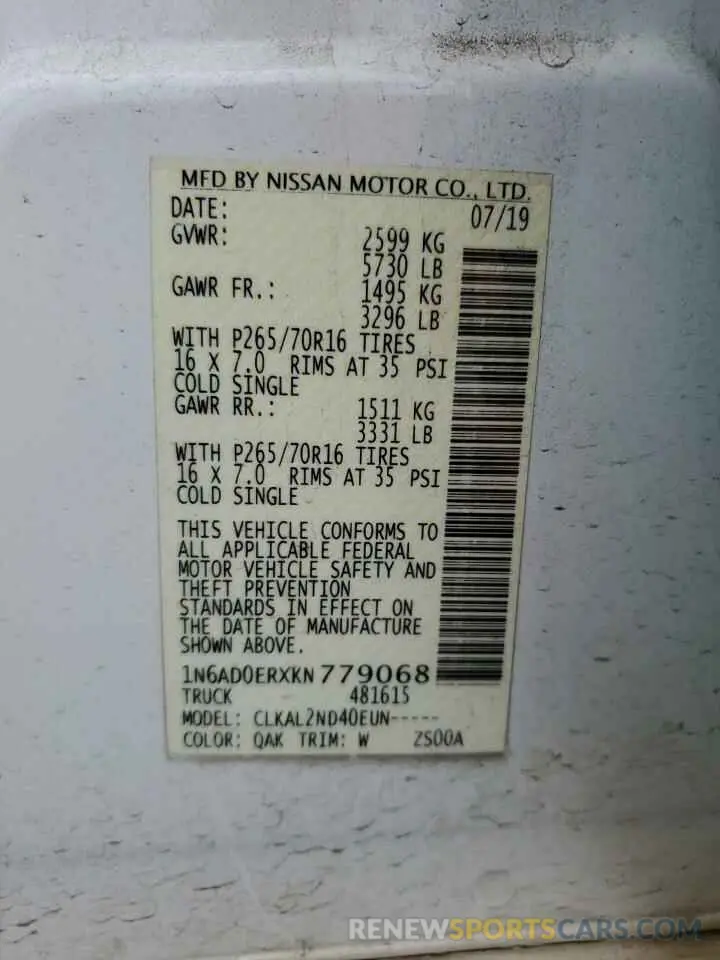 MFD BY NISSAN MOTOR CO., LTD.
DATE: 07/19
GVWR: 2599 KG
5730 LB
GAWR FR.: 1495 KG
3296 LB
WITH P265/70R16 TIRES
16 X 7.0 RIMS AT 35 PSI
COLD SINGLE
GAWR RR.: 1511 KG
3331 LB
WITH P265/70R16 TIRES
16 X 7.0 RIMS AT 35 PSI
COLD SINGLE
THIS VEHICLE CONFORMS TO
ALL APPLICABLE FEDERAL
MOTOR VEHICLE SAFETY AND
THEFT PREVENTION
STANDARDS IN EFFECT ON
THE DATE OF MANUFACTURE
SHOWN ABOVE.
1N6AD0ERXKN779068
TRUCK 481615
MODEL: CLKAL2ND40EUN-----
COLOR: QAK TRIM: W ZS00A
RENEWSPORTSCARS.COM